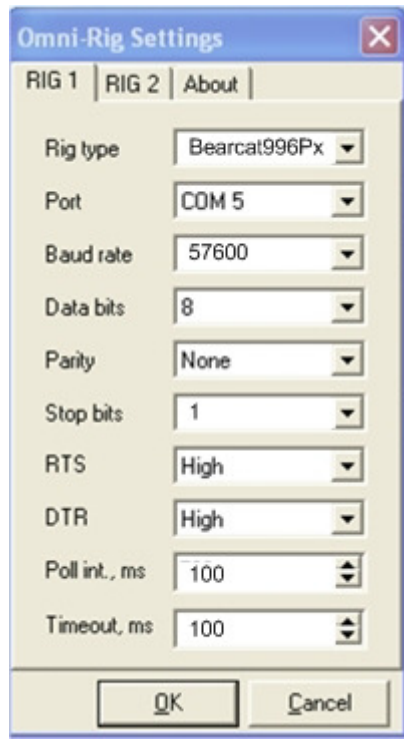 Omni-Rig Settings
RIG 1 RIG 2 About
Rig type Bearcat996Px
Port COM 5
Baud rate 57600
Data bits 8
Parity None
Stop bits 1
RTS High
DTR High
Poll int., ms 100
Timeout, ms 100
OK Cancel